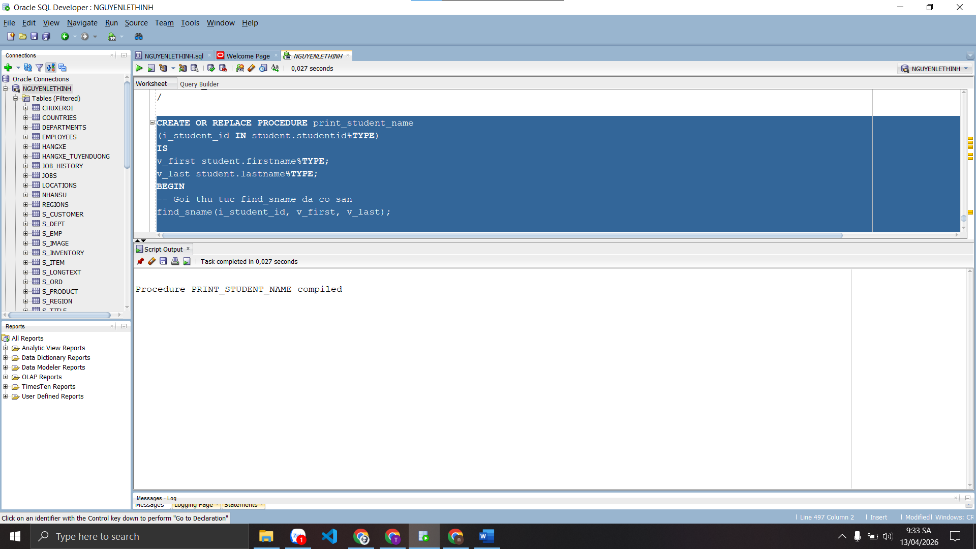 Oracle SQL Developer : NGUYENLETHINH
File Edit View Navigate Run Source Team Tools Window Help
Connections
Oracle Connections
NGUYENLETHINH
Tables (Filtered)
CHUXEROI
COUNTRIES
DEPARTMENTS
EMPLOYEES
HANGXE
HANGXE_TUYENDUONG
JOB_HISTORY
JOBS
LOCATIONS
NHANSU
REGIONS
S_CUSTOMER
S_DEPT
S_EMP
S_IMAGE
S_INVENTORY
S_ITEM
S_LONGTEXT
S_ORD
S_PRODUCT
S_REGION
S_TITLE
Reports
All Reports
Analytic View Reports
Data Dictionary Reports
Data Modeler Reports
OLAP Reports
TimesTen Reports
User Defined Reports
NGUYENLETHINH.sql Welcome Page NGUYENLETHINH
0,027 seconds
NGUYENLETHINH
Worksheet Query Builder
/
CREATE OR REPLACE PROCEDURE print_student_name
(i_student_id IN student.studentid%TYPE)
IS
v_first student.firstname%TYPE;
v_last student.lastname%TYPE;
BEGIN
Goi thu tuc find_sname da co san
find_sname(i_student_id, v_first, v_last);
Script Output
Task completed in 0,027 seconds
Procedure PRINT_STUDENT_NAME compiled
Messages - Log
Messages Logging Page Statements
Click on an identifier with the Control key down to perform "Go to Declaration"
Line 497 Column 2 Insert Modified Windows: CF
Type here to search
9:33 SA
13/04/2026